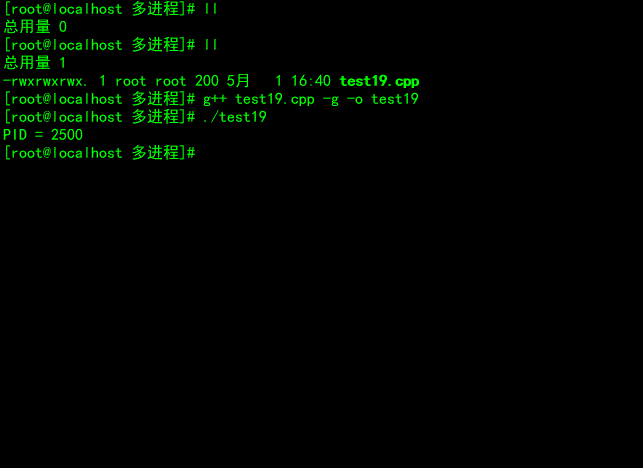 [root@localhost 多进程]# ll
总用量 0
[root@localhost 多进程]# ll
总用量 1
-rwxrwxrwx. 1 root root 200 5月   1 16:40 test19.cpp
[root@localhost 多进程]# g++ test19.cpp -g -o test19
[root@localhost 多进程]# ./test19
PID = 2500
[root@localhost 多进程]#